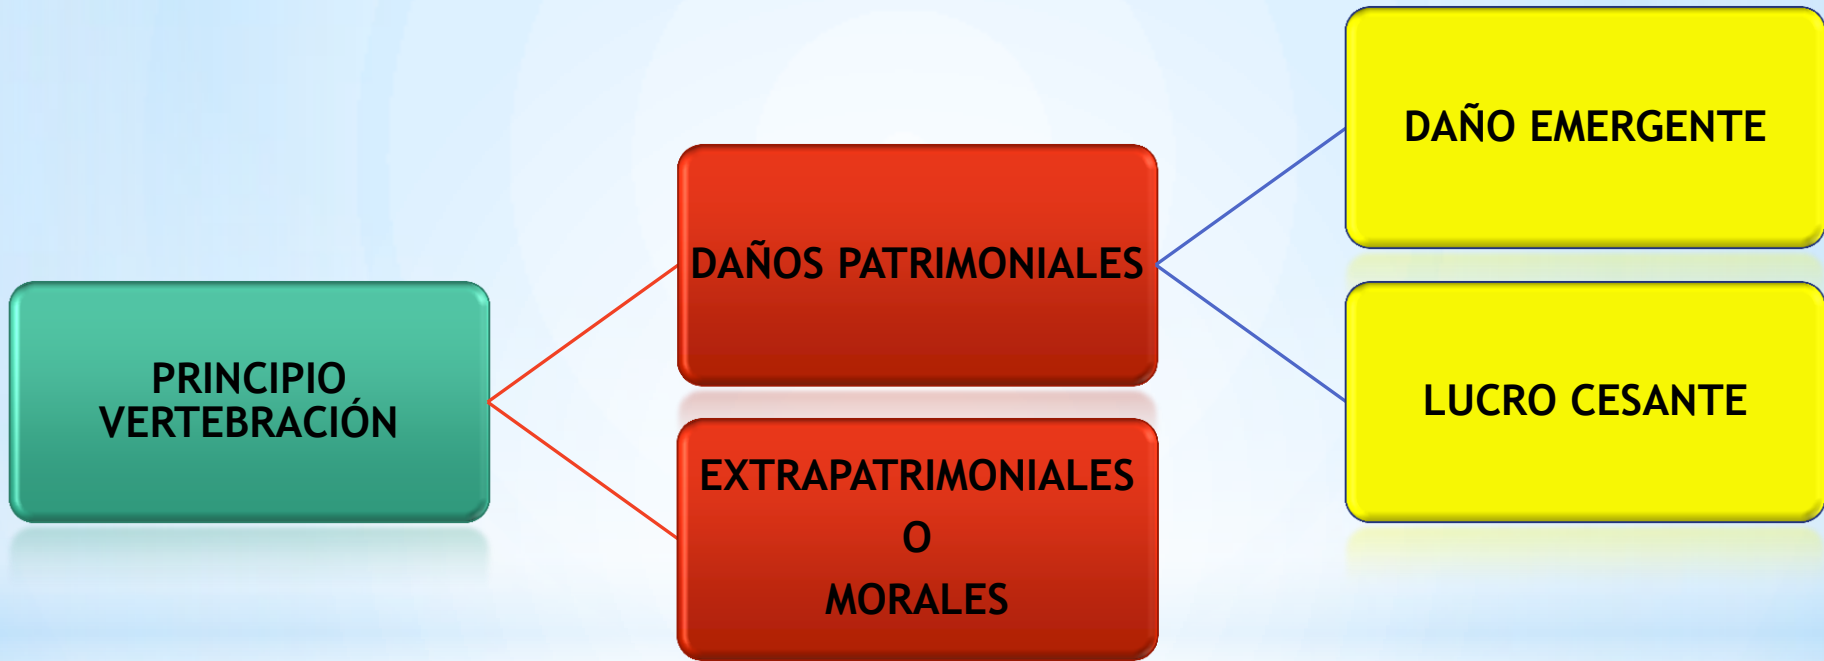 PRINCIPIO
VERTEBRACIÓN
DAÑOS PATRIMONIALES
EXTRAPATRIMONIALES
O
MORALES
DAÑO EMERGENTE
LUCRO CESANTE